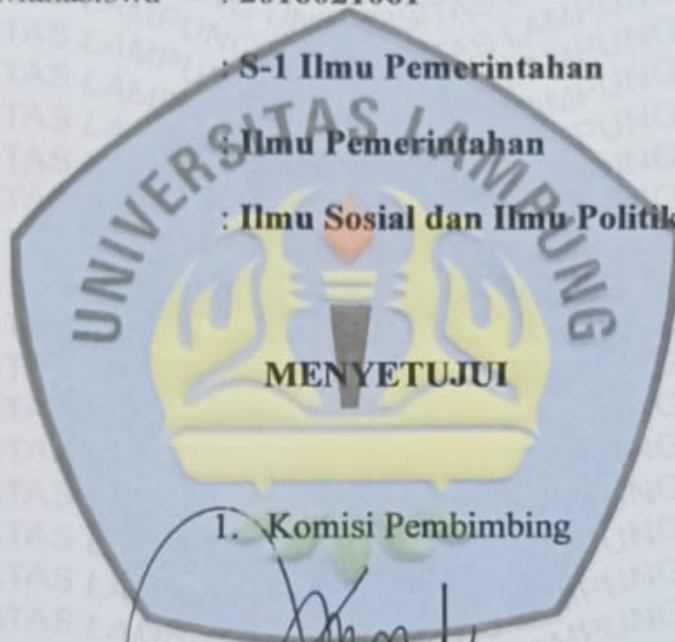 : S-1 Ilmu Pemerintahan
: Ilmu Pemerintahan
: Ilmu Sosial dan Ilmu Politik
UNIVERSITAS LAMPUNG
MENYETUJUI
1. Komisi Pembimbing